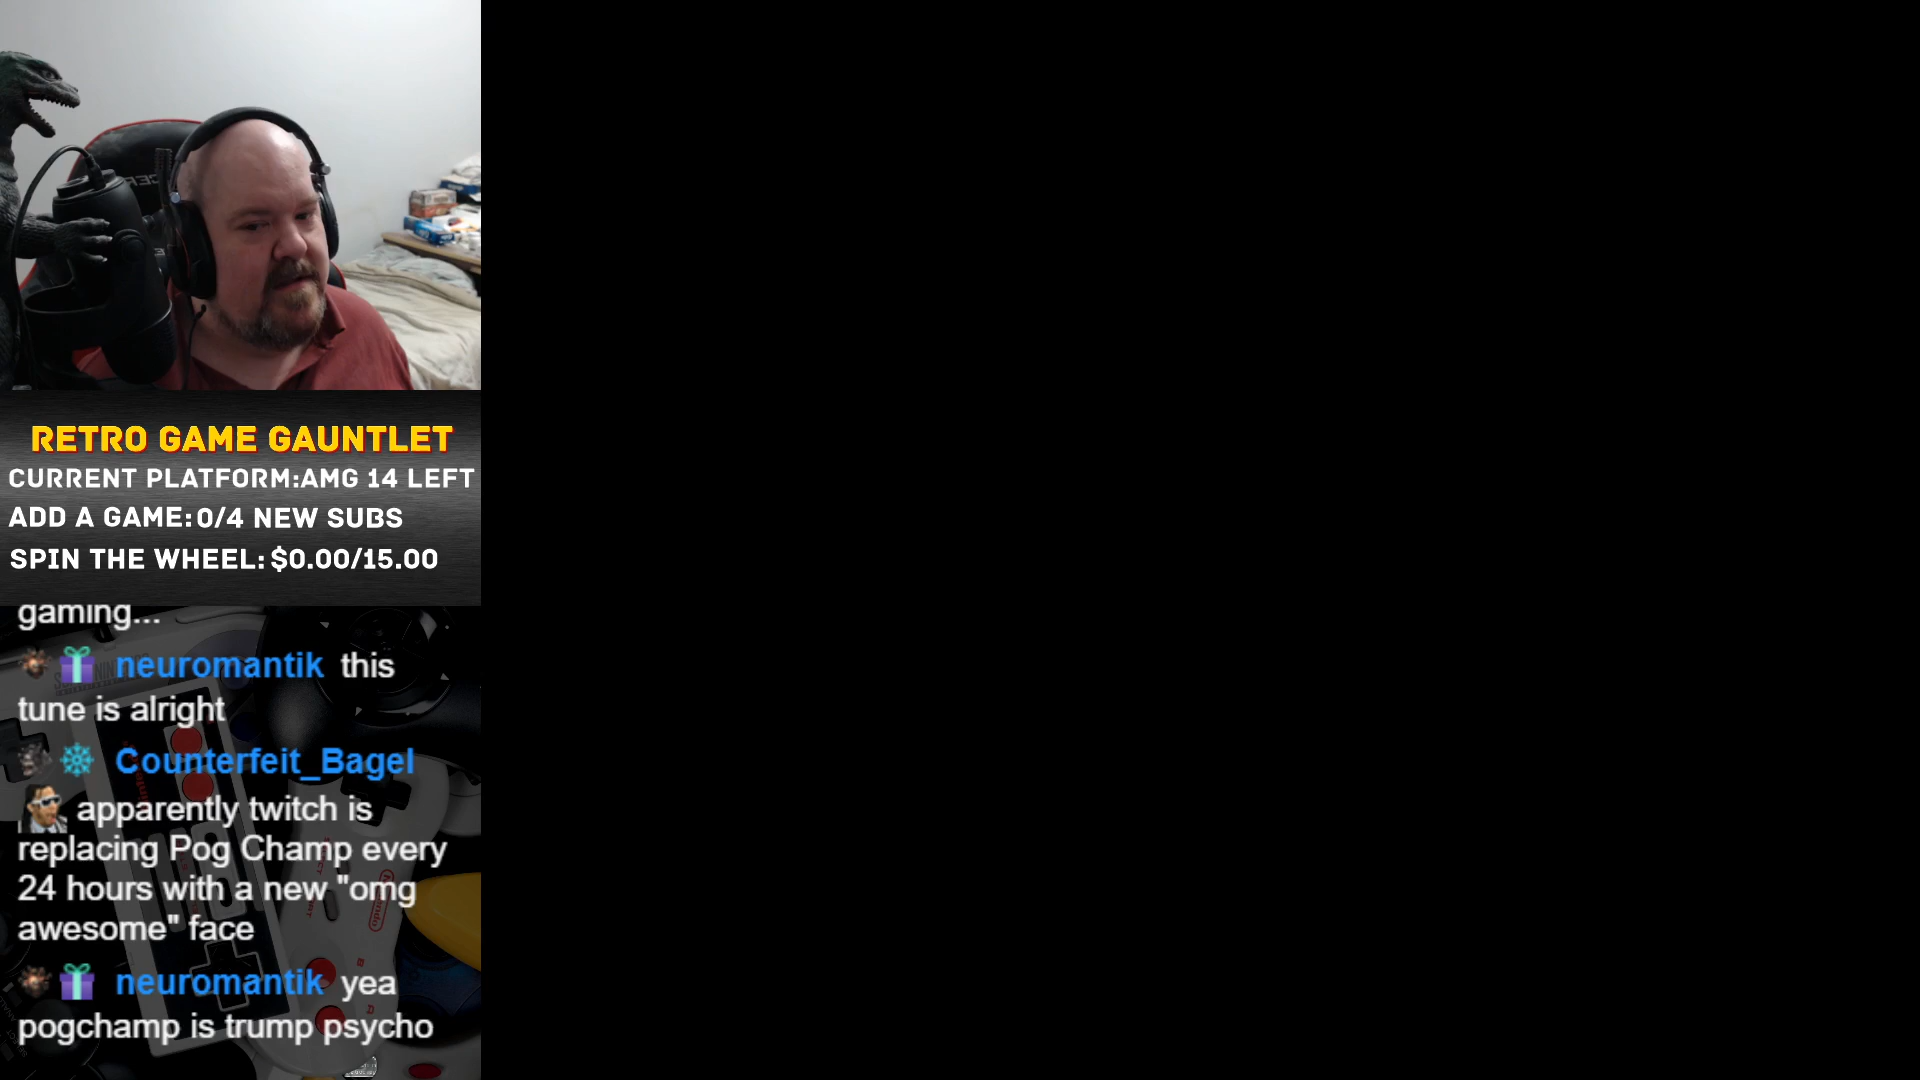 RETRO GAME GAUNTLET
CURRENT PLATFORM:AMG 14 LEFT
ADD A GAME: 0/4 NEW SUBS
SPIN THE WHEEL: $0.00/15.00
gaming...
neuromantik this
tune is alright
Counterfeit_Bagel
apparently twitch is
replacing Pog Champ every
24 hours with a new "omg
awesome" face
neuromantik yea
pogchamp is trump psycho